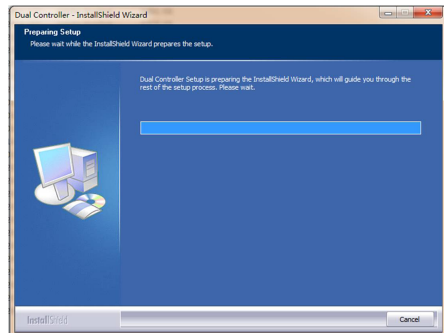 Dual Controller - InstallShield Wizard
Preparing Setup
Please wait while the InstallShield Wizard prepares the setup.
Dual Controller Setup is preparing the InstallShield Wizard, which will guide you through the
rest of the setup process. Please wait.
InstallShield
Cancel